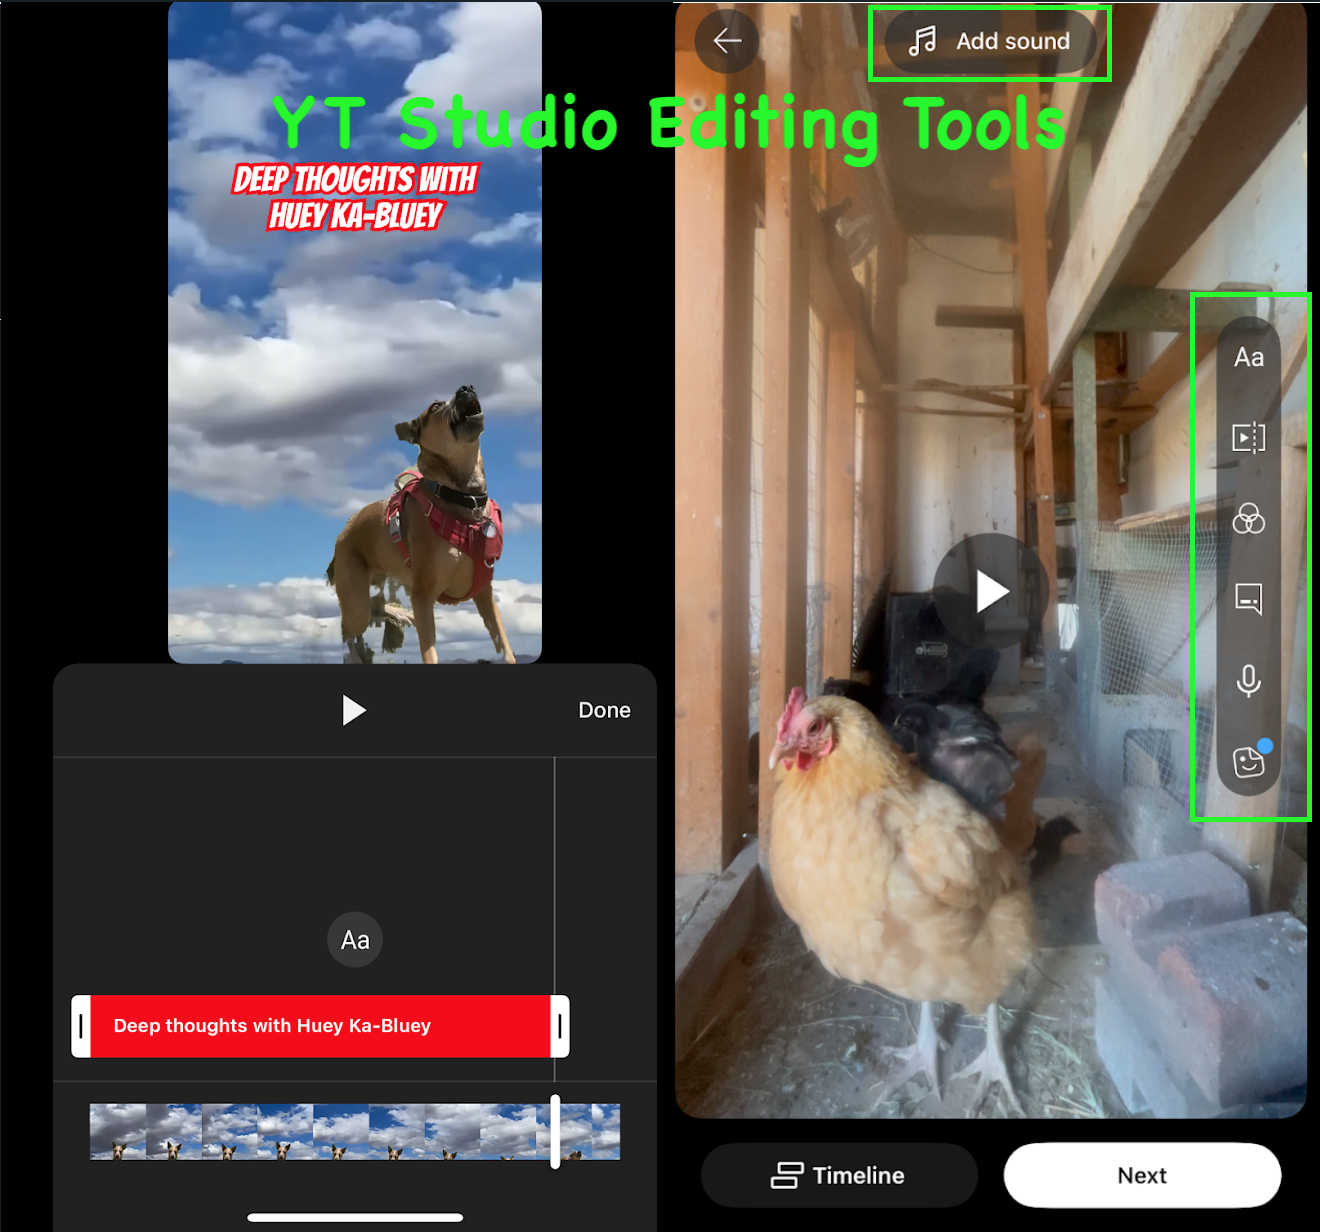 Add sound
YT Studio Editing Tools
DEEP THOUGHTS WITH
HUEY KA-BLUEY
Aa
Done
Aa
Deep thoughts with Huey Ka-Bluey
Timeline
Next